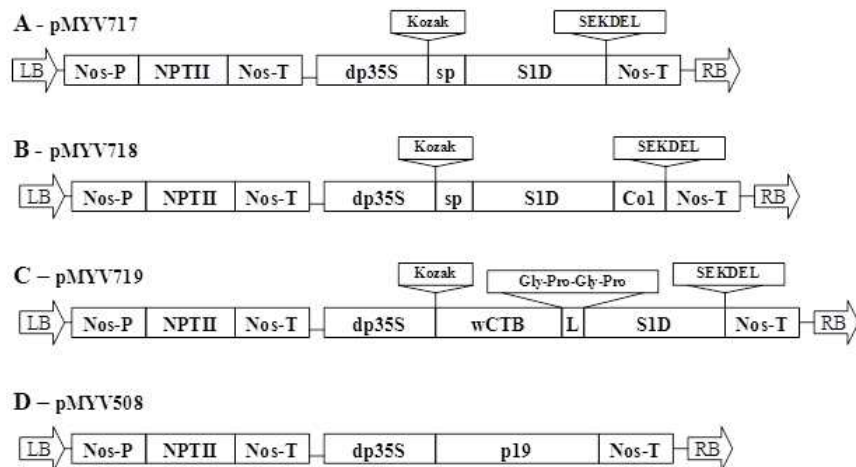 Kozak SEKDEL
A - pMYV717
LB Nos-P NPTII Nos-T dp35S sp S1D Nos-T RB
Kozak SEKDEL
B - pMYV718
LB Nos-P NPTII Nos-T dp35S sp S1D Co1 Nos-T RB
Kozak Gly-Pro-Gly-Pro SEKDEL
C – pMYV719
LB Nos-P NPTII Nos-T dp35S wCTB L S1D Nos-T RB
D – pMYV508
LB Nos-P NPTII Nos-T dp35S p19 Nos-T RB